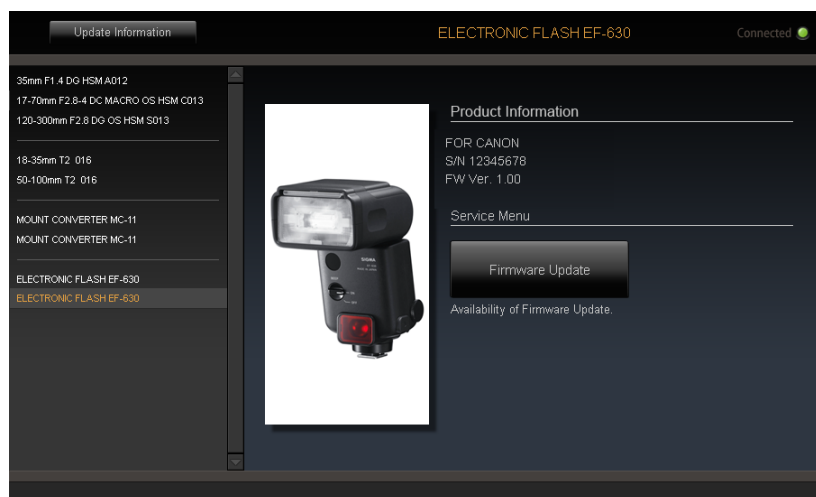 Update Information
ELECTRONIC FLASH EF-630
Connected
35mm F1.4 DG HSM A012
17-70mm F2.8-4 DC MACRO OS HSM C013
120-300mm F2.8 DG OS HSM S013
18-35mm T2 016
50-100mm T2 016
MOUNT CONVERTER MC-11
MOUNT CONVERTER MC-11
ELECTRONIC FLASH EF-630
ELECTRONIC FLASH EF-630
SIGMA
Product Information
FOR CANON
S/N 12345678
FW Ver. 1.00
Service Menu
Firmware Update
Availability of Firmware Update.